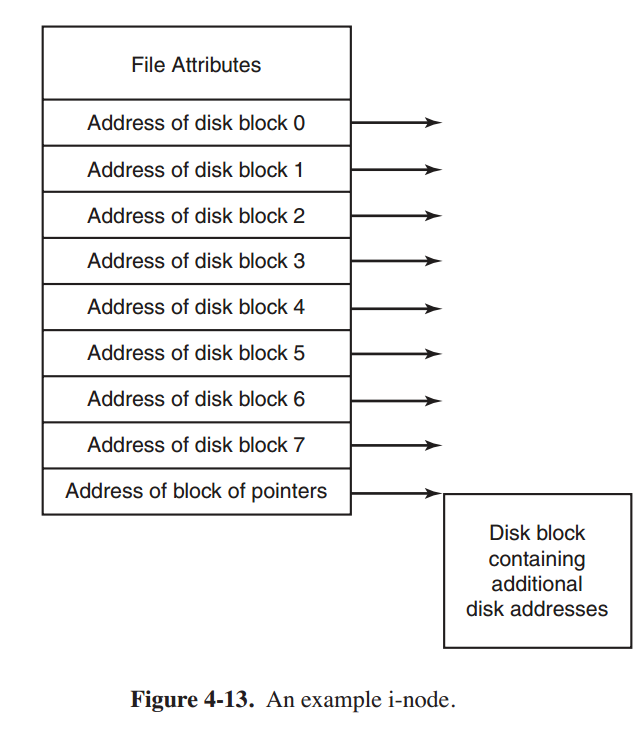 File Attributes
Address of disk block 0
Address of disk block 1
Address of disk block 2
Address of disk block 3
Address of disk block 4
Address of disk block 5
Address of disk block 6
Address of disk block 7
Address of block of pointers
Disk block
containing
additional
disk addresses
Figure 4-13. An example i-node.